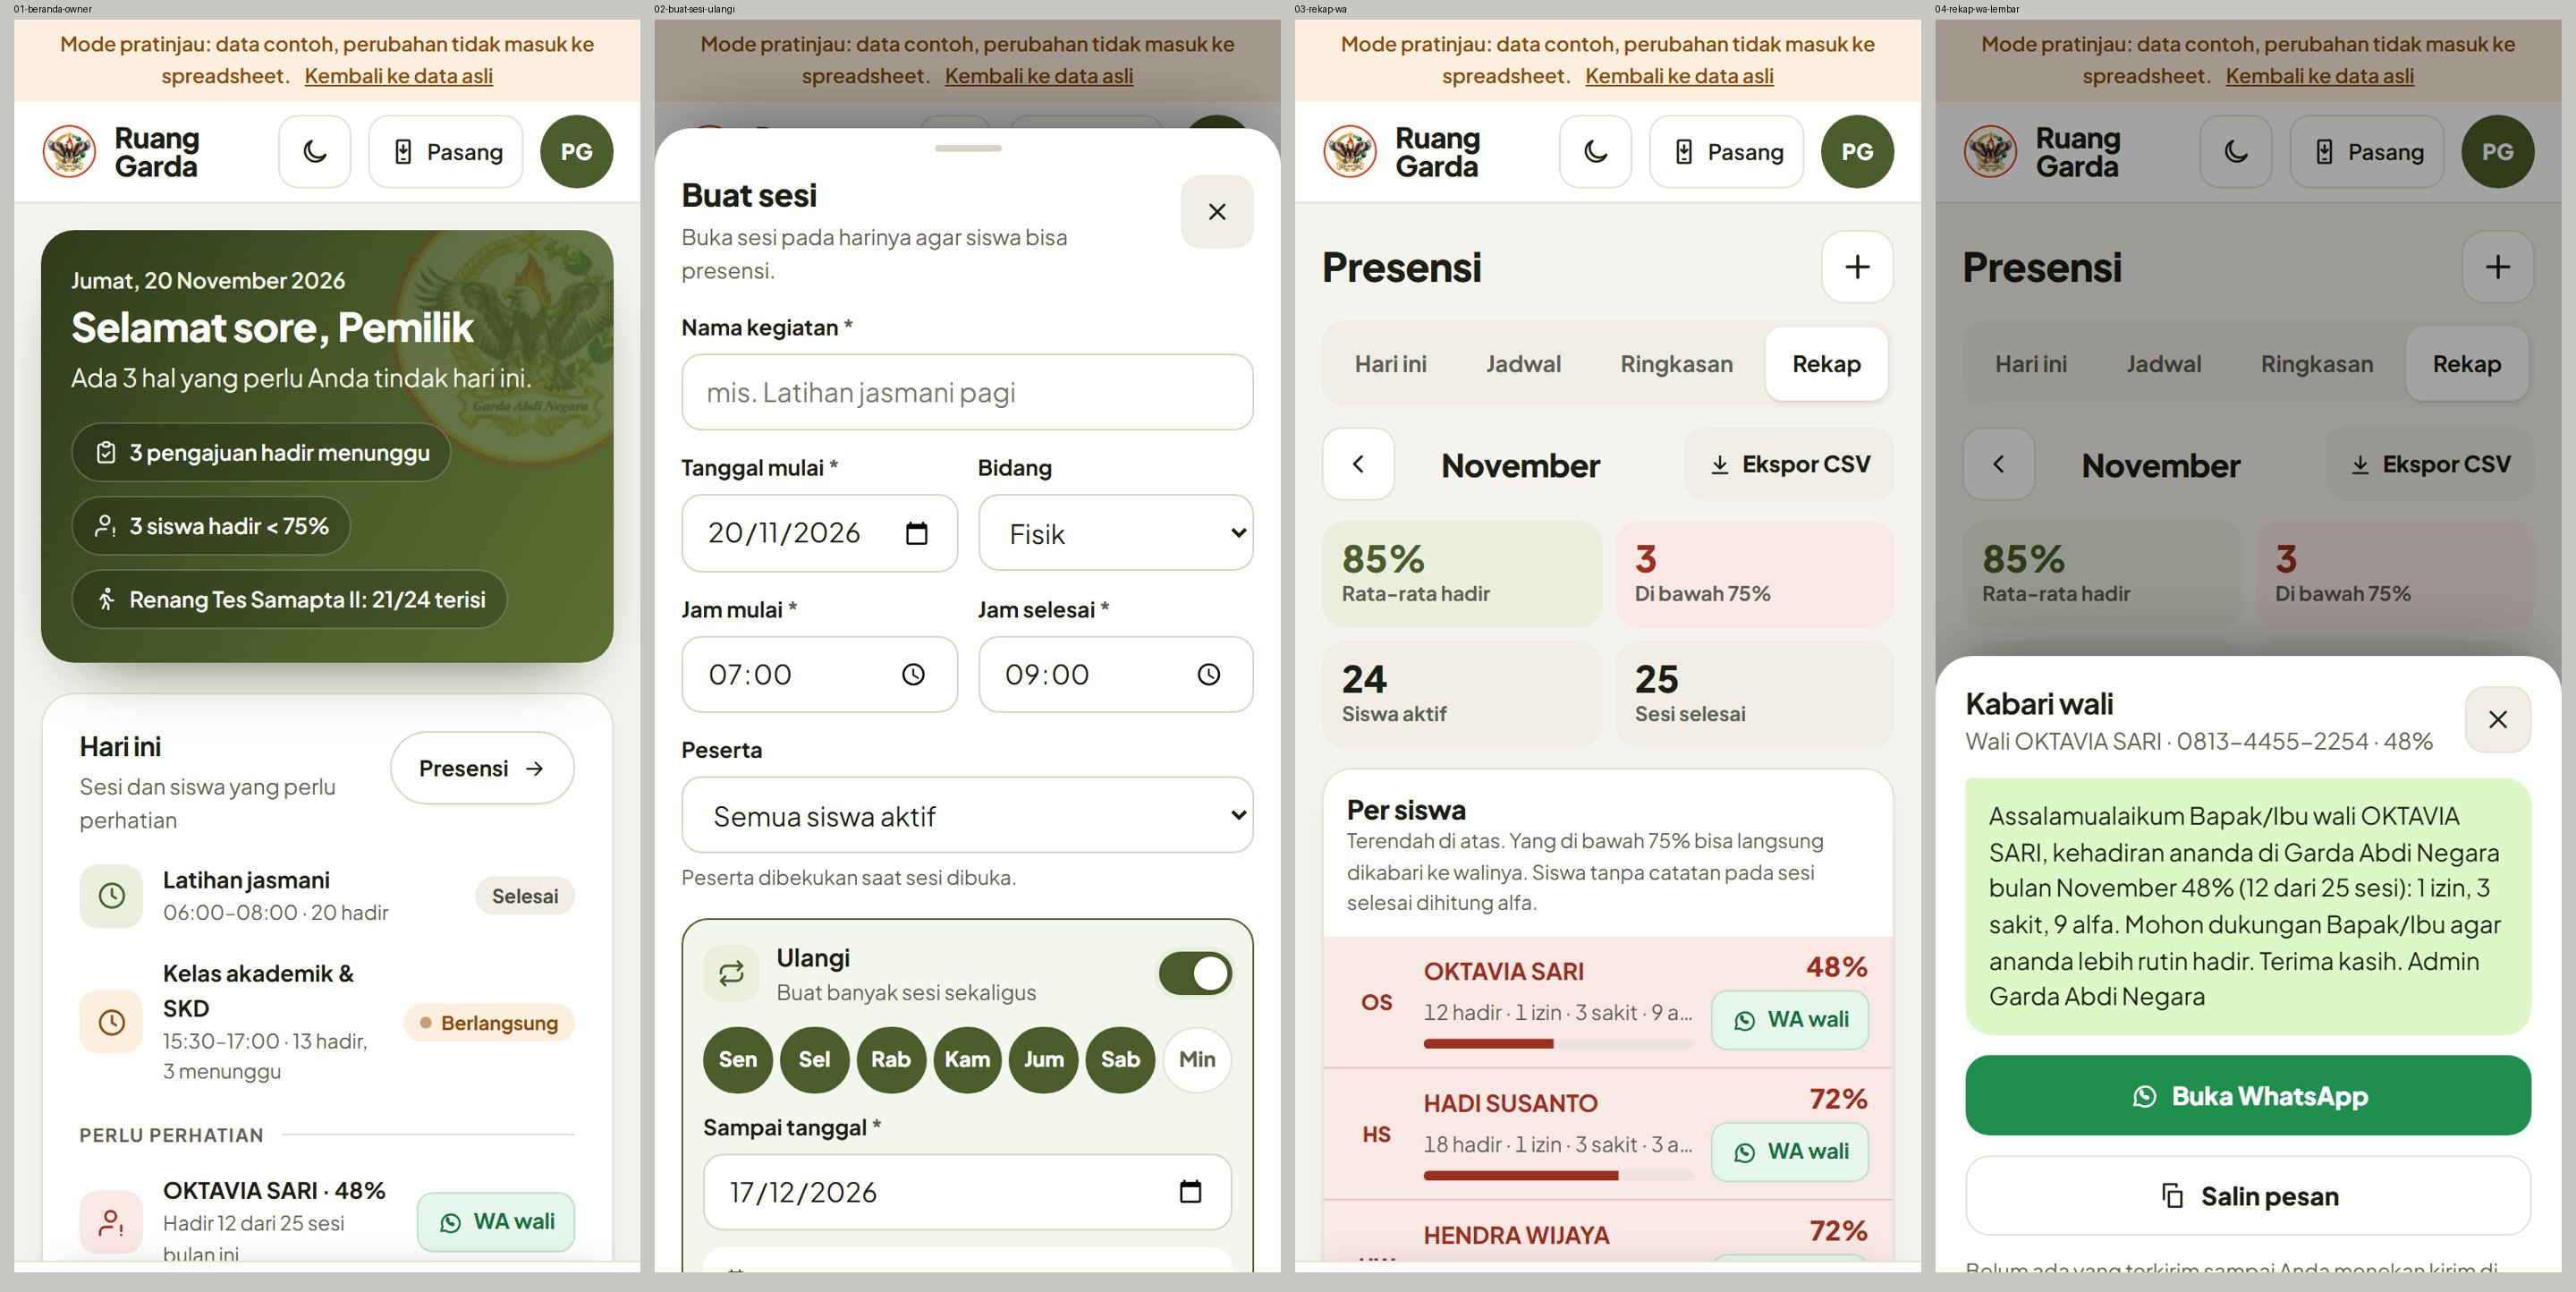 01-beranda-owner
Mode pratinjau: data contoh, perubahan tidak masuk ke
spreadsheet. Kembali ke data asli
Ruang
Garda
Pasang
PG
Jumat, 20 November 2026
Selamat sore, Pemilik
Ada 3 hal yang perlu Anda tindak hari ini.
Garda Abdi Negara
3 pengajuan hadir menunggu
3 siswa hadir < 75%
Renang Tes Samapta II: 21/24 terisi
Hari ini
Sesi dan siswa yang perlu
perhatian
Presensi
Latihan jasmani
06:00–08:00 · 20 hadir
Selesai
Kelas akademik &
SKD
15:30–17:00 · 13 hadir,
3 menunggu
Berlangsung
PERLU PERHATIAN
OKTAVIA SARI · 48%
Hadir 12 dari 25 sesi
bulan ini
WA wali
02-buat-sesi-ulangi
Mode pratinjau: data contoh, perubahan tidak masuk ke
spreadsheet. Kembali ke data asli
Buat sesi
Buka sesi pada harinya agar siswa bisa
presensi.
Nama kegiatan *
mis. Latihan jasmani pagi
Tanggal mulai *
Bidang
20/11/2026
Fisik
Jam mulai *
Jam selesai *
07:00
09:00
Peserta
Semua siswa aktif
Peserta dibekukan saat sesi dibuka.
Ulangi
Buat banyak sesi sekaligus
Sen Sel Rab Kam Jum Sab Min
Sampai tanggal *
17/12/2026
03-rekap-wa
Mode pratinjau: data contoh, perubahan tidak masuk ke
spreadsheet. Kembali ke data asli
Ruang
Garda
Pasang
PG
Presensi
Hari ini Jadwal Ringkasan Rekap
November
Ekspor CSV
85%
Rata-rata hadir
3
Di bawah 75%
24
Siswa aktif
25
Sesi selesai
Per siswa
Terendah di atas. Yang di bawah 75% bisa langsung
dikabari ke walinya. Siswa tanpa catatan pada sesi
selesai dihitung alfa.
OS
OKTAVIA SARI
48%
12 hadir · 1 izin · 3 sakit · 9 a...
WA wali
HS
HADI SUSANTO
72%
18 hadir · 1 izin · 3 sakit · 3 a...
WA wali
HENDRA WIJAYA
72%
04-rekap-wa-lembar
Mode pratinjau: data contoh, perubahan tidak masuk ke
spreadsheet. Kembali ke data asli
Ruang
Garda
Pasang
PG
Presensi
Hari ini Jadwal Ringkasan Rekap
November
Ekspor CSV
85%
Rata-rata hadir
3
Di bawah 75%
Kabari wali
Wali OKTAVIA SARI · 0813-4455-2254 · 48%
Assalamualaikum Bapak/Ibu wali OKTAVIA
SARI, kehadiran ananda di Garda Abdi Negara
bulan November 48% (12 dari 25 sesi): 1 izin, 3
sakit, 9 alfa. Mohon dukungan Bapak/Ibu agar
ananda lebih rutin hadir. Terima kasih. Admin
Garda Abdi Negara
Buka WhatsApp
Salin pesan
Belum ada yang terkirim sampai Anda menekan kirim di